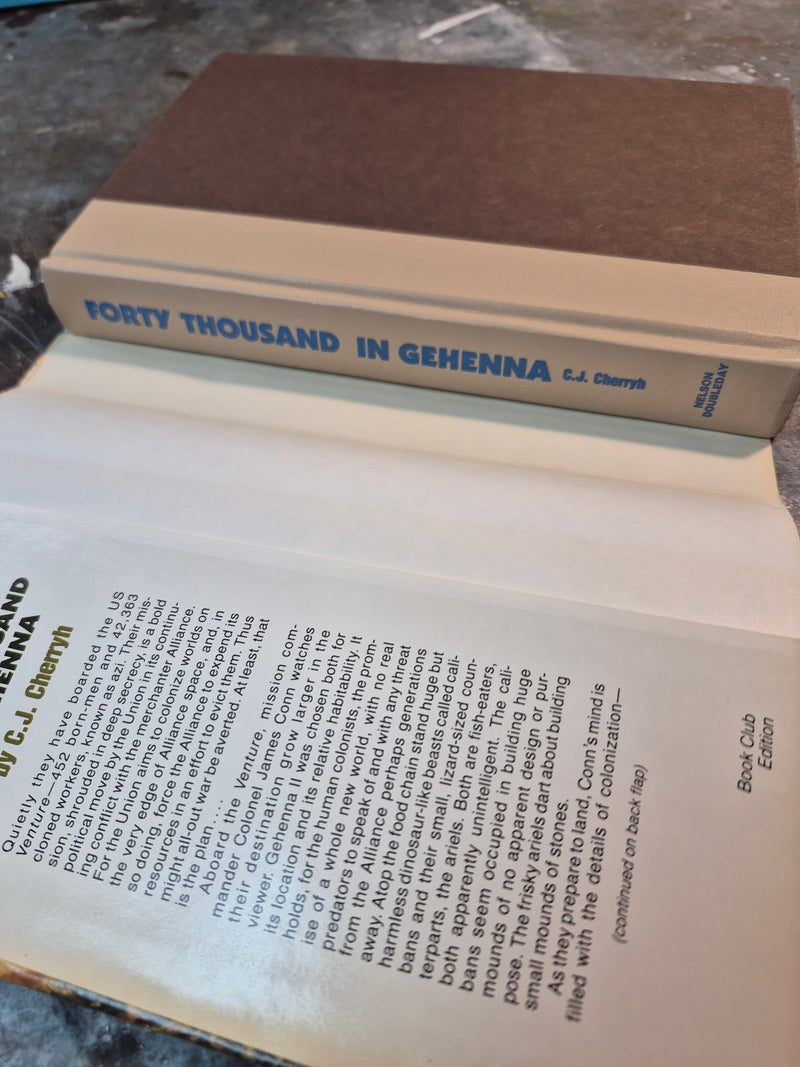 FORTY THOUSAND IN GEHENNA C.J. Cherryh
NELSON
DOUBLEDAY
by C.J. Cherryh
Quietly they have boarded the US
Venture—452 born-men and 42,363
cloned workers, known as azi. Their mis-
sion, shrouded in deep secrecy, is a bold
political move by the Union in its continu-
ing conflict with the merchanter Alliance.
For the Union aims to colonize worlds on
the very edge of Alliance space, and, in
so doing, force the Alliance to expend its
resources in an effort to evict them. Thus
might all-out war be averted. At least, that
is the plan . . . .
Aboard the Venture, mission com-
mander Colonel James Conn watches
their destination grow larger in the
viewer. Gehenna II was chosen both for
its location and its relative habitability. It
holds, for the human colonists, the prom-
ise of a whole new world, with no real
predators to speak of and with any threat
from the Alliance perhaps generations
away. Atop the food chain stand huge but
harmless dinosaur-like beasts called cali-
bans and their small, lizard-sized coun-
terparts, the ariels. Both are fish-eaters,
both apparently unintelligent. The cali-
bans seem occupied in building huge
mounds of no apparent design or pur-
pose. The frisky ariels dart about building
small mounds of stones.
As they prepare to land, Conn's mind is
filled with the details of colonization—
(continued on back flap)
Book Club
Edition